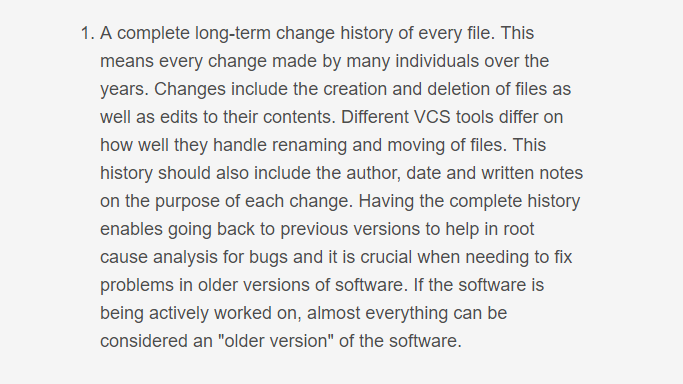 1. A complete long-term change history of every file. This
means every change made by many individuals over the
years. Changes include the creation and deletion of files as
well as edits to their contents. Different VCS tools differ on
how well they handle renaming and moving of files. This
history should also include the author, date and written notes
on the purpose of each change. Having the complete history
enables going back to previous versions to help in root
cause analysis for bugs and it is crucial when needing to fix
problems in older versions of software. If the software is
being actively worked on, almost everything can be
considered an "older version" of the software.